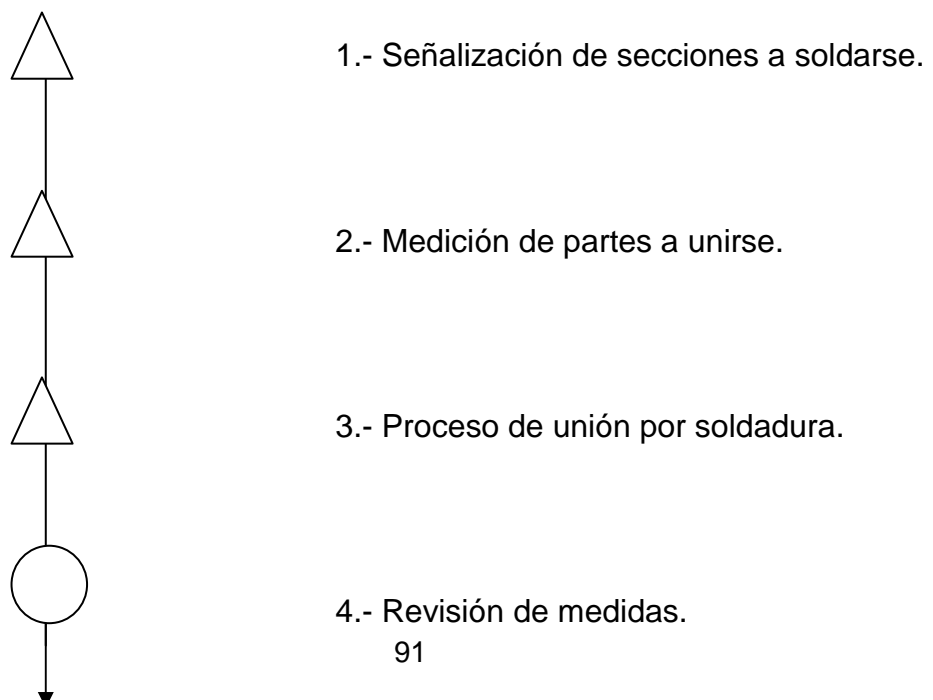 1.- Señalización de secciones a soldarse.
2.- Medición de partes a unirse.
3.- Proceso de unión por soldadura.
4.- Revisión de medidas.
91